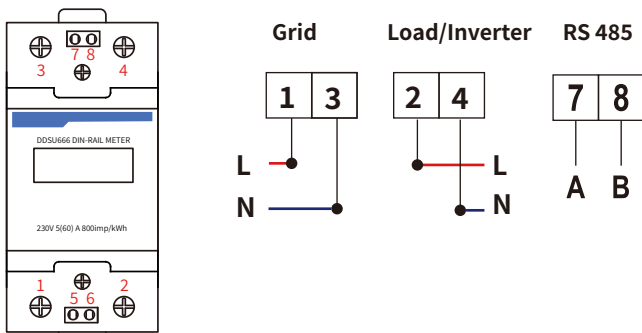 Grid
Load/Inverter
RS 485
7 8
3
4
DDSU666 DIN-RAIL METER
230V 5(60) A 800imp/kWh
1
2
5 6
1 3
L
N
2 4
L
N
7 8
A B